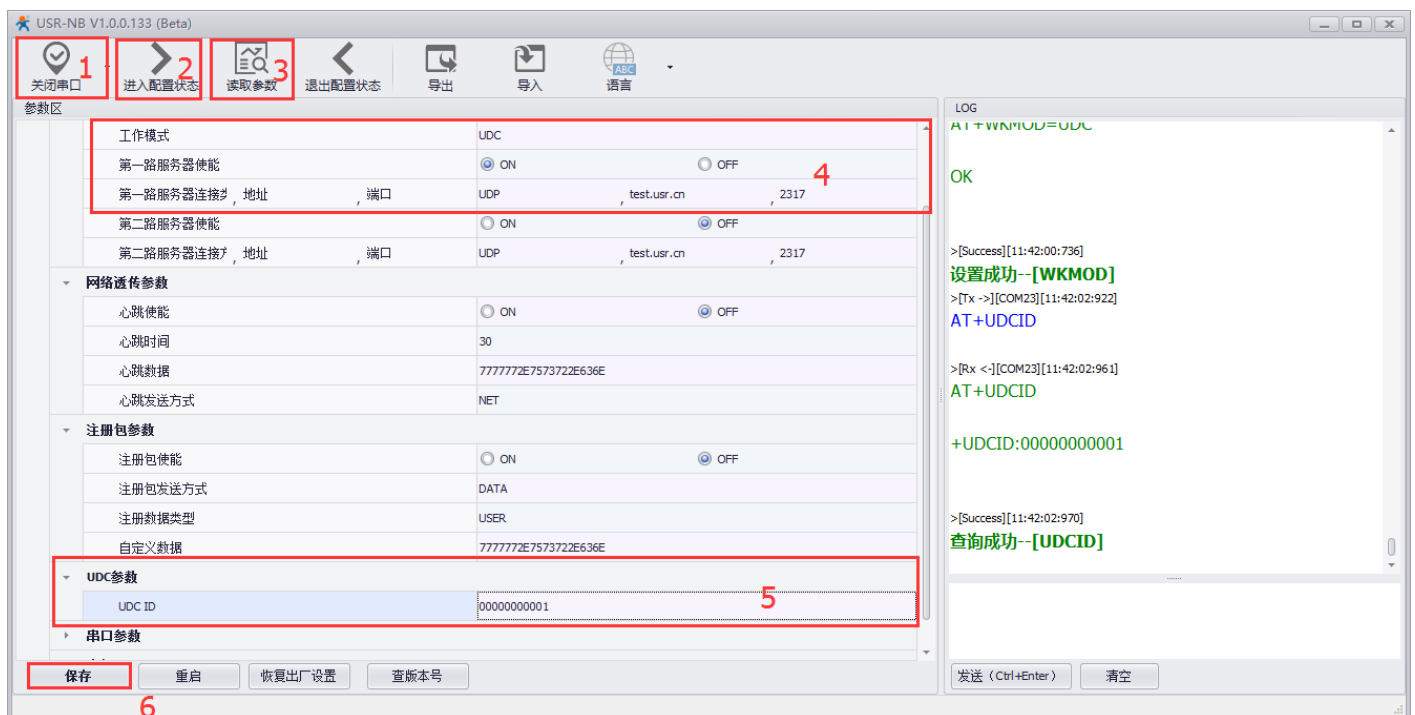 USR-NB V1.0.0.133 (Beta)
关闭串口 1 进入配置状态 2 读取参数 3 退出配置状态 导出 导入 ABC 语言
参数区
工作模式 UDC
第一路服务器使能 ON OFF 4
第一路服务器连接 , 地址 , 端口 UDP , test.usr.cn , 2317
第二路服务器使能 ON OFF
第二路服务器连接 , 地址 , 端口 UDP , test.usr.cn , 2317
网络透传参数
心跳使能 ON OFF
心跳时间 30
心跳数据 7777772E7573722E636E
心跳发送方式 NET
注册包参数
注册包使能 ON OFF
注册包发送方式 DATA
注册数据类型 USER
自定义数据 7777772E7573722E636E
UDC参数
UDC ID 00000000001 5
串口参数
保存 重启 恢复出厂设置 查版本号
6
LOG
AT+WKMOD=UDC
OK
>[Success][11:42:00:736]
设置成功--[WKMOD]
>[Tx ->][COM23][11:42:02:922]
AT+UDCID
>[Rx <-][COM23][11:42:02:961]
AT+UDCID
+UDCID:00000000001
>[Success][11:42:02:970]
查询成功--[UDCID]
发送（Ctrl+Enter） 清空